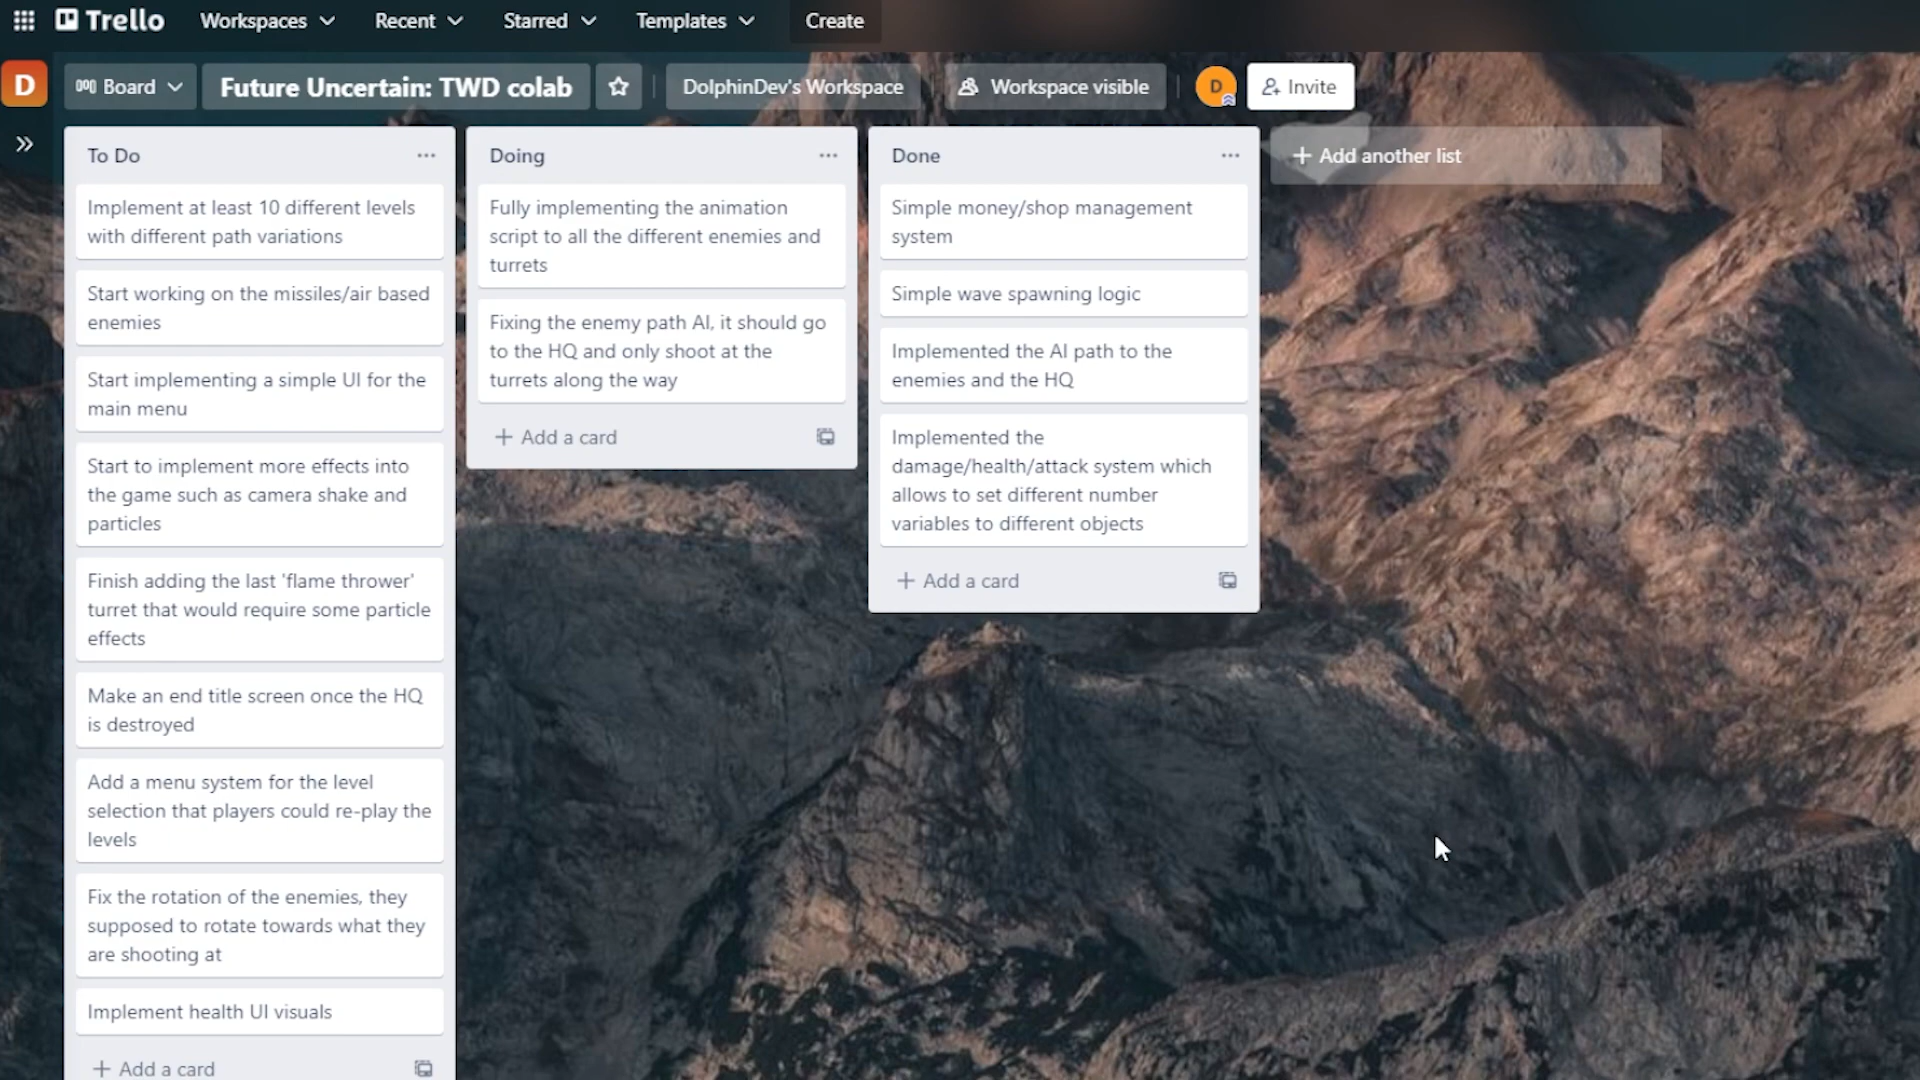 Trello
Workspaces
Recent
Starred
Templates
Create
D
Board
Future Uncertain: TWD colab
DolphinDev's Workspace
Workspace visible
D
Invite
To Do
Implement at least 10 different levels
with different path variations
Start working on the missiles/air based
enemies
Start implementing a simple UI for the
main menu
Start to implement more effects into
the game such as camera shake and
particles
Finish adding the last 'flame thrower'
turret that would require some particle
effects
Make an end title screen once the HQ
is destroyed
Add a menu system for the level
selection that players could re-play the
levels
Fix the rotation of the enemies, they
supposed to rotate towards what they
are shooting at
Implement health UI visuals
+ Add a card
Doing
Fully implementing the animation
script to all the different enemies and
turrets
Fixing the enemy path AI, it should go
to the HQ and only shoot at the
turrets along the way
+ Add a card
Done
Simple money/shop management
system
Simple wave spawning logic
Implemented the AI path to the
enemies and the HQ
Implemented the
damage/health/attack system which
allows to set different number
variables to different objects
+ Add a card
+ Add another list